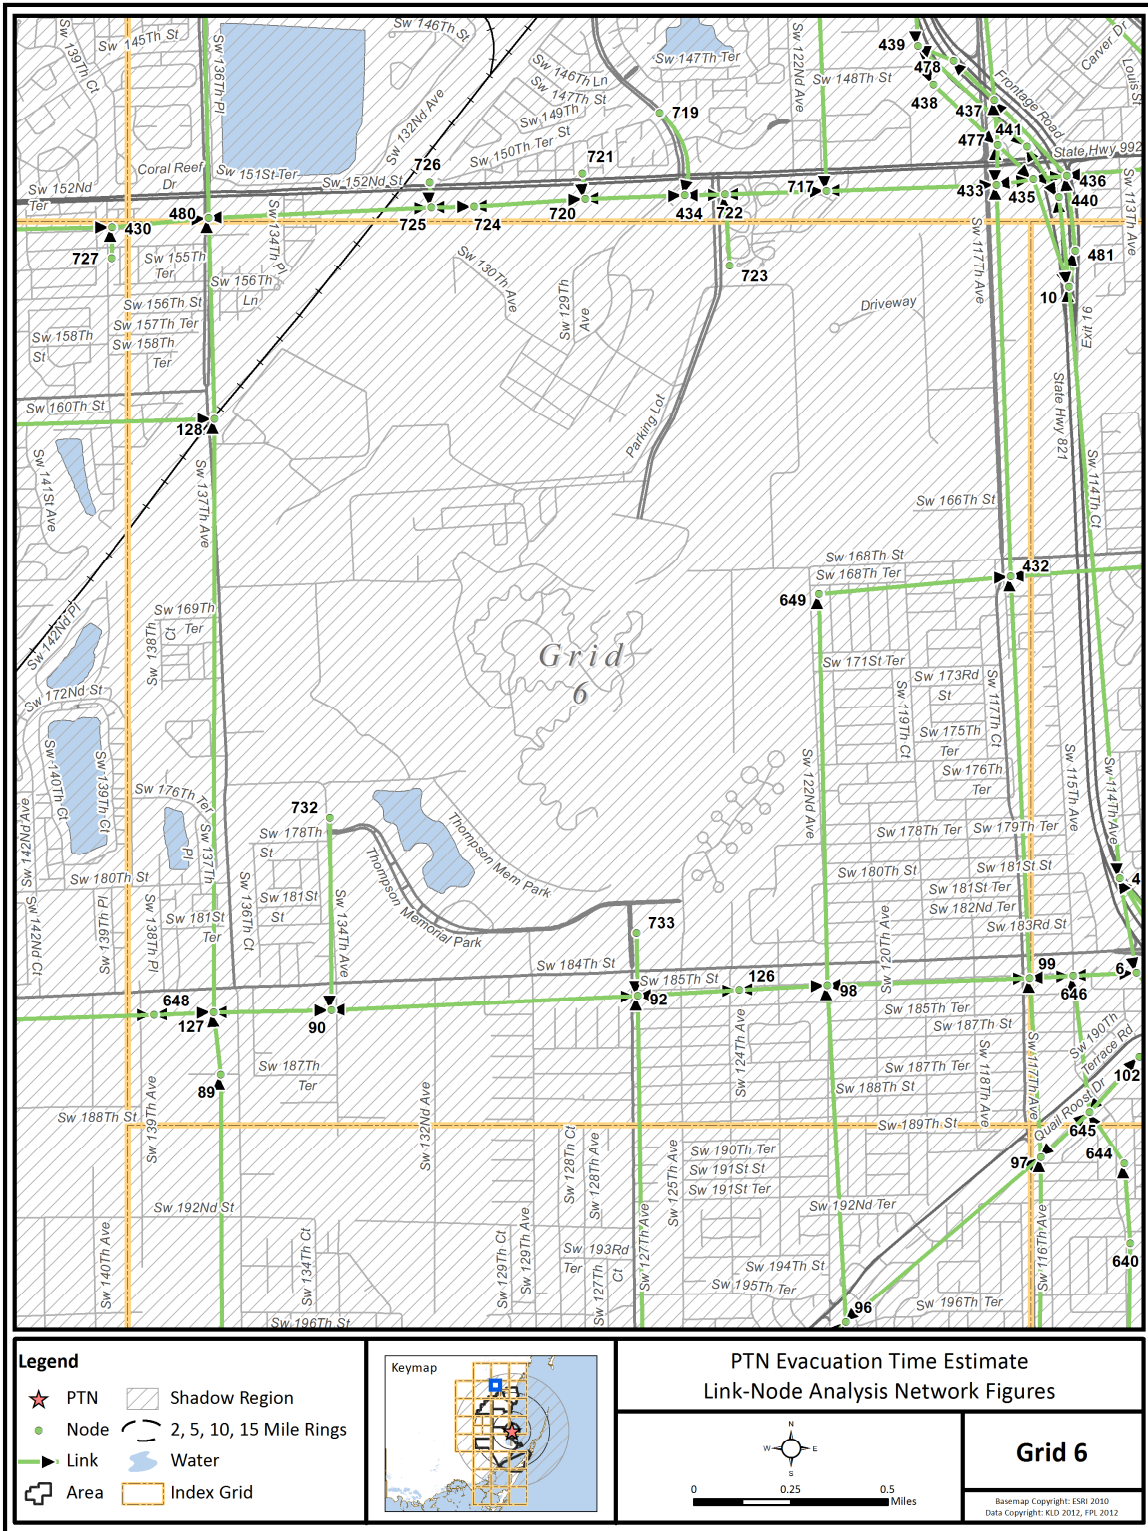 Sw 139Th Ct
Sw 145Th St
Sw 136Th Pl
Sw 146Th St
Sw 146Th Ln
Sw 147Th St
Sw 149Th
St
Sw 150Th Ter
Sw 147Th Ter
Sw 122Nd Ave
Sw 148Th St
439
478
438
437
477
441
Frontage Road
Carver Dr
Louis St
State Hwy 992
719
Sw 132Nd Ave
726
721
Coral Reef
Dr
Sw 151St Ter
Sw 152Nd St
Sw 152Nd
Ter
430
480
727
725
724
720
434
722
717
433
435
436
440
Sw 113Th Ave
481
10
Exit 16
723
Sw 134Th Pl
Sw 155Th
Ter
Sw 156Th
Ln
Sw 156Th St
Sw 157Th Ter
Sw 158Th
St
Sw 158Th
Ter
Sw 130Th Ave
Sw 129Th
Ave
Driveway
Sw 117Th Ave
State Hwy 821
Sw 160Th St
128
Parking Lot
Sw 141St Ave
Sw 137Th Ave
Sw 114Th Ct
Sw 166Th St
Sw 168Th St
Sw 168Th Ter
432
649
Sw 142Nd Pl
Sw 169Th
Ter
Sw 138Th
Ct
Grid
6
Sw 171St Ter
Sw 173Rd
St
Sw 119Th Ct
Sw 117Th Ct
Sw 172Nd St
Sw 175Th
Ter
Sw 176Th
Ter
Sw 140Th Ct
Sw 139Th Ct
Sw 176Th Ter
Sw 142Nd Ave
Sw 137Th
Pl
732
Sw 178Th
St
Thompson Mem Park
Thompson Memorial Park
Sw 122Nd Ave
Sw 115Th Ave
Sw 114Th Ave
Sw 178Th Ter
Sw 179Th Ter
Sw 180Th St
Sw 180Th St
Sw 181St St
Sw 181St Ter
Sw 182Nd Ter
Sw 183Rd St
4
Sw 142Nd Ct
Sw 139Th Pl
Sw 138Th Pl
Sw 181St
Ter
Sw 136Th Ct
Sw 181St
St
Sw 134Th Ave
733
Sw 184Th St
Sw 185Th St
126
Sw 120Th Ave
99
6
648
127
90
92
98
646
Sw 185Th Ter
Sw 187Th St
Sw 190Th
Terrace Rd
89
Sw 187Th
Ter
Sw 124Th Ave
Sw 187Th Ter
Sw 188Th St
Sw 118Th Ave
Sw 117Th Ave
102
Quail Roost Dr
Sw 188Th St
Sw 139Th Ave
Sw 132Nd Ave
Sw 189Th St
645
644
97
Sw 128Th Ct
Sw 128Th Ave
Sw 125Th Ave
Sw 190Th Ter
Sw 191St St
Sw 191St Ter
Sw 192Nd St
Sw 192Nd Ter
Sw 140Th Ave
Sw 134Th Ct
Sw 129Th Ct
Sw 129Th Ave
Sw 193Rd
Ter
Sw 127Th
Ct
Sw 127Th Ave
Sw 194Th St
Sw 195Th Ter
Sw 116Th Ave
640
96
Sw 196Th Ter
Sw 196Th St
Legend
PTN
Shadow Region
Node
2, 5, 10, 15 Mile Rings
Link
Water
Area
Index Grid
Keymap
PTN Evacuation Time Estimate
Link-Node Analysis Network Figures
N
W
E
S
0
0.25
0.5
Miles
Grid 6
Basemap Copyright: ESRI 2010
Data Copyright: KLD 2012, FPL 2012